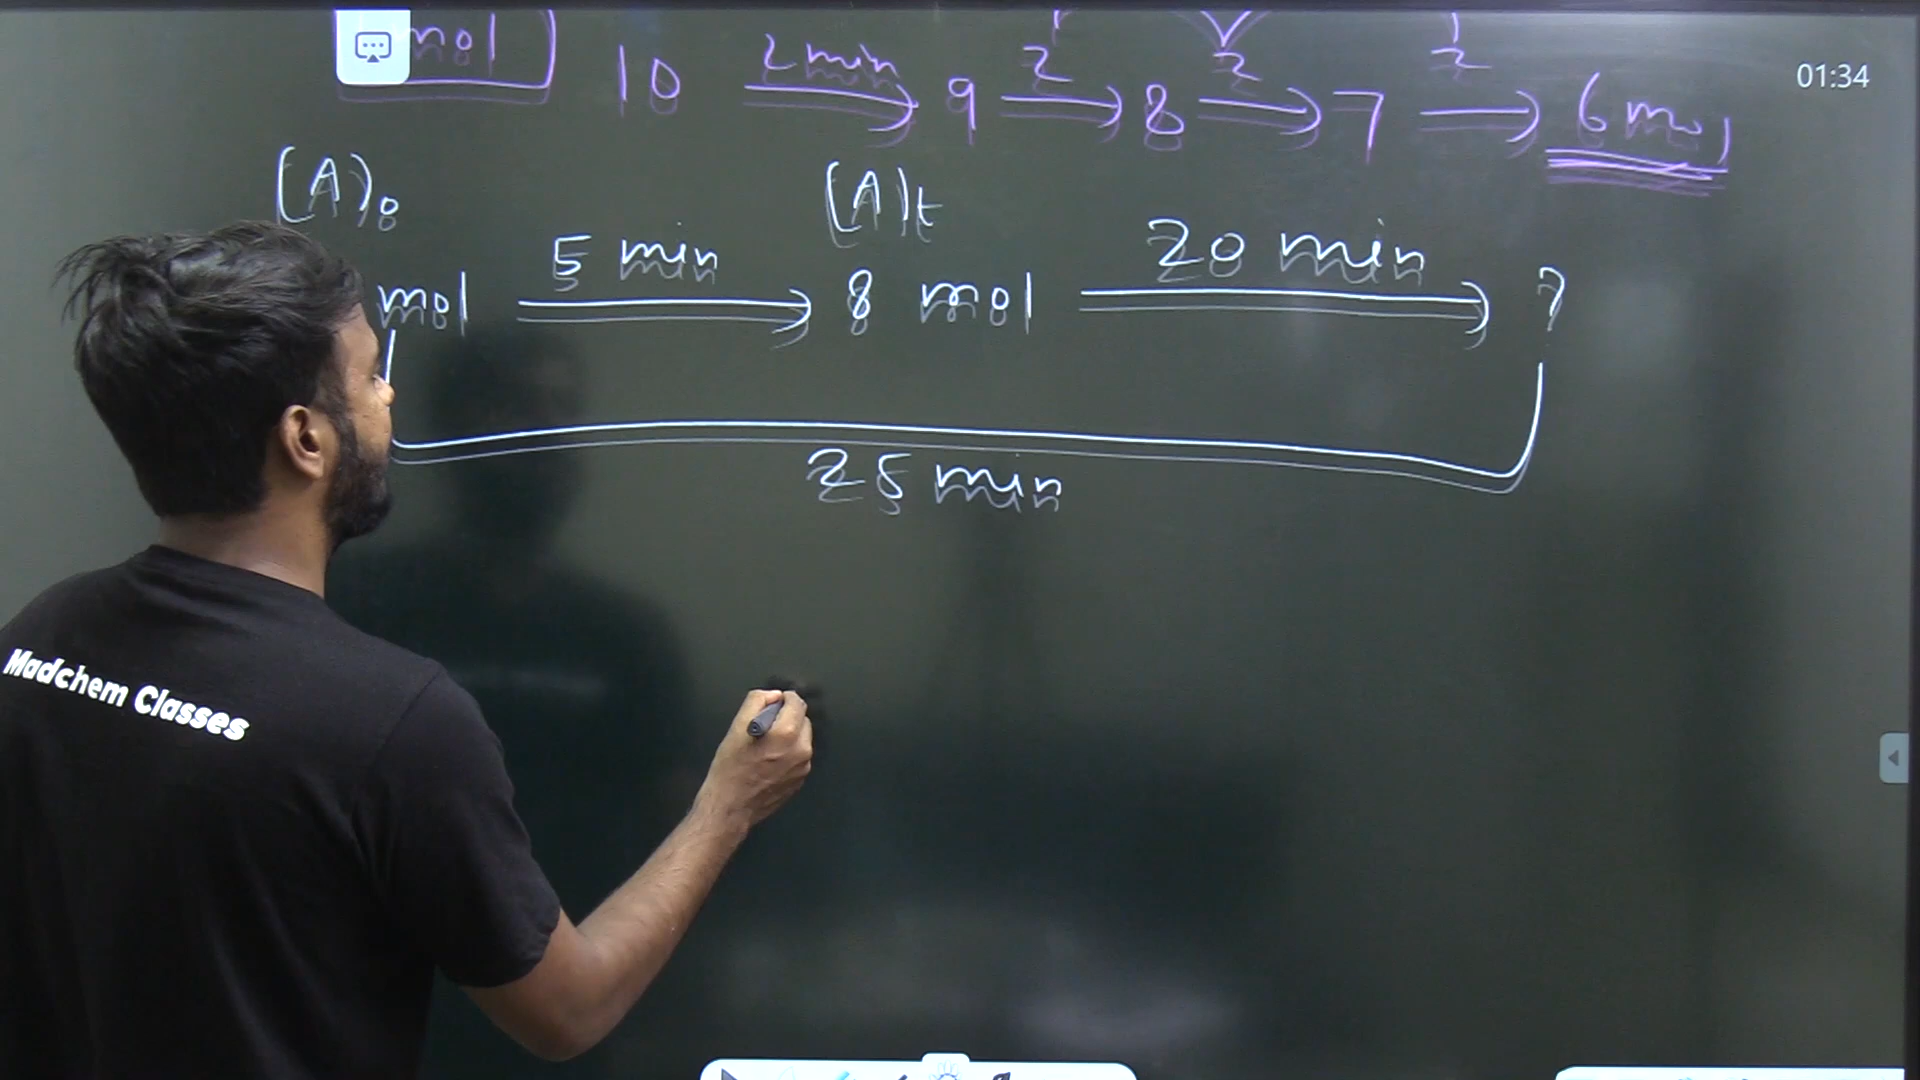 mol 10 2 min 9 2 8 2 7 2 6 mol
01:34
(A)0 (A)t
mol 5 min 8 mol 20 min ?
25 min
Madchem Classes